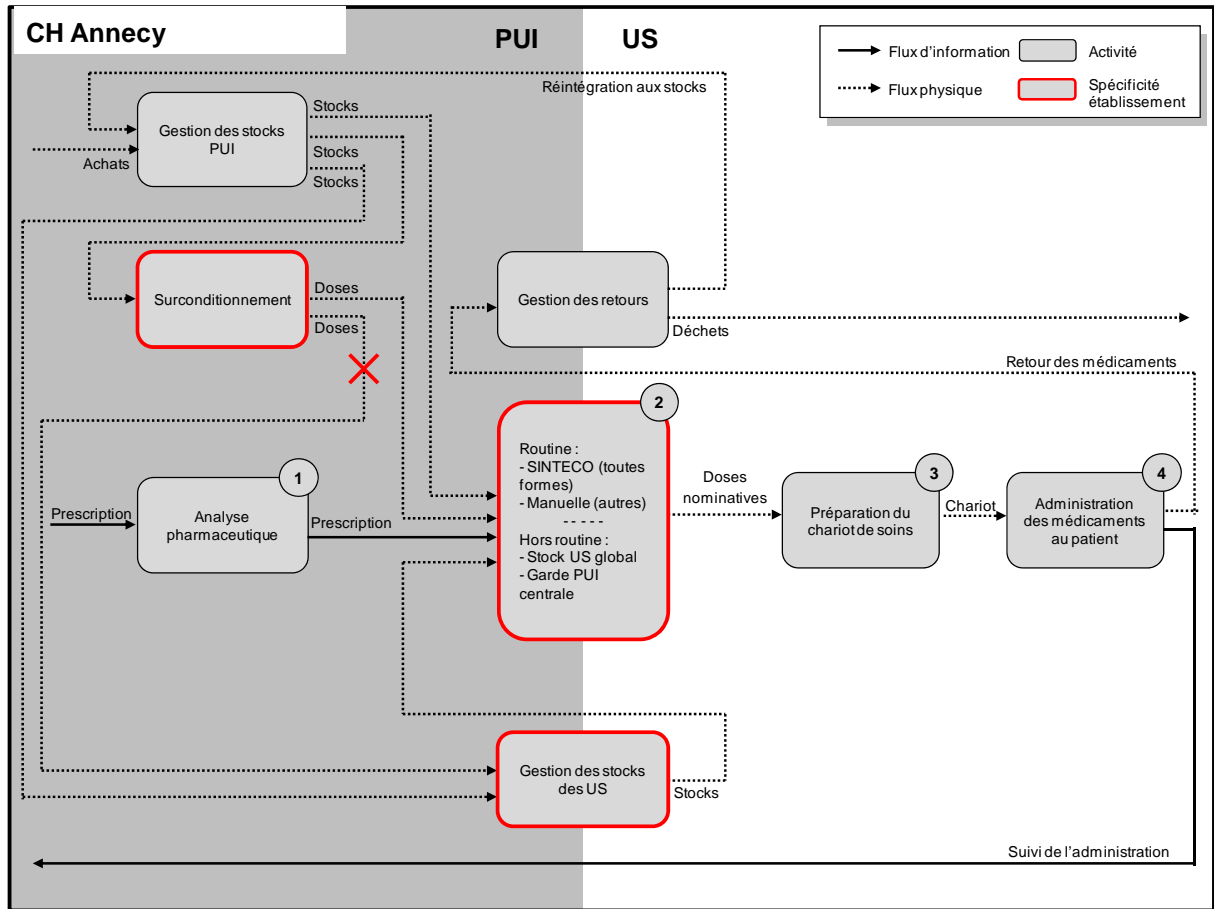 CH Annecy
PUI
US
Flux d'information
Activité
Flux physique
Spécificité
établissement
Réintégration aux stocks
Stocks
Gestion des stocks
PUI
Stocks
Achats
Stocks
Surconditionnement
Doses
Doses
Gestion des retours
Déchets
Retour des médicaments
1
Prescription
Analyse
pharmaceutique
Prescription
2
Routine :
- SINTECO (toutes
formes)
- Manuelle (autres)
- - - - -
Hors routine :
- Stock US global
- Garde PUI
centrale
Doses
nominatives
3
Préparation du
chariot de soins
Chariot
4
Administration
des médicaments
au patient
Gestion des stocks
des US
Stocks
Suivi de l'administration